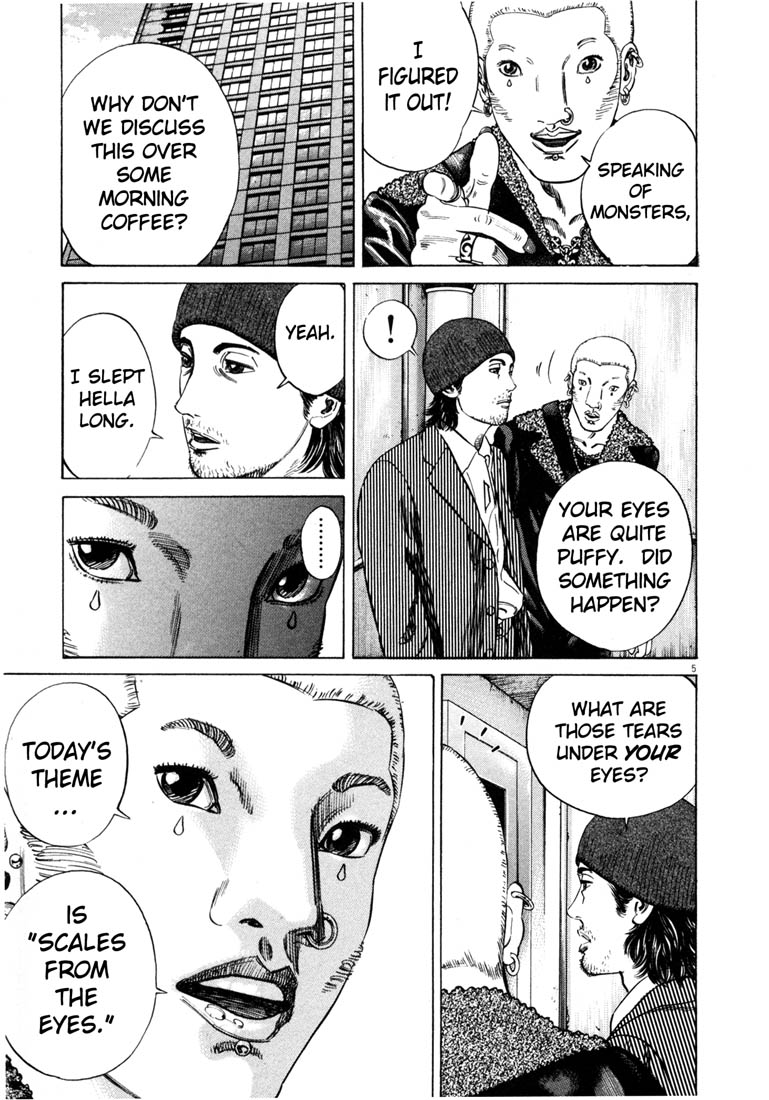 SPEAKING
OF
MONSTERS,
I
FIGURED
IT OUT!
WHY DON'T
WE DISCUSS
THIS OVER
SOME
MORNING
COFFEE?
!
YOUR EYES
ARE QUITE
PUFFY. DID
SOMETHING
HAPPEN?
YEAH.
I SLEPT
HELLA
LONG.
........
5
WHAT ARE
THOSE TEARS
UNDER YOUR
EYES?
TODAY'S
THEME
...
IS
"SCALES
FROM
THE
EYES."